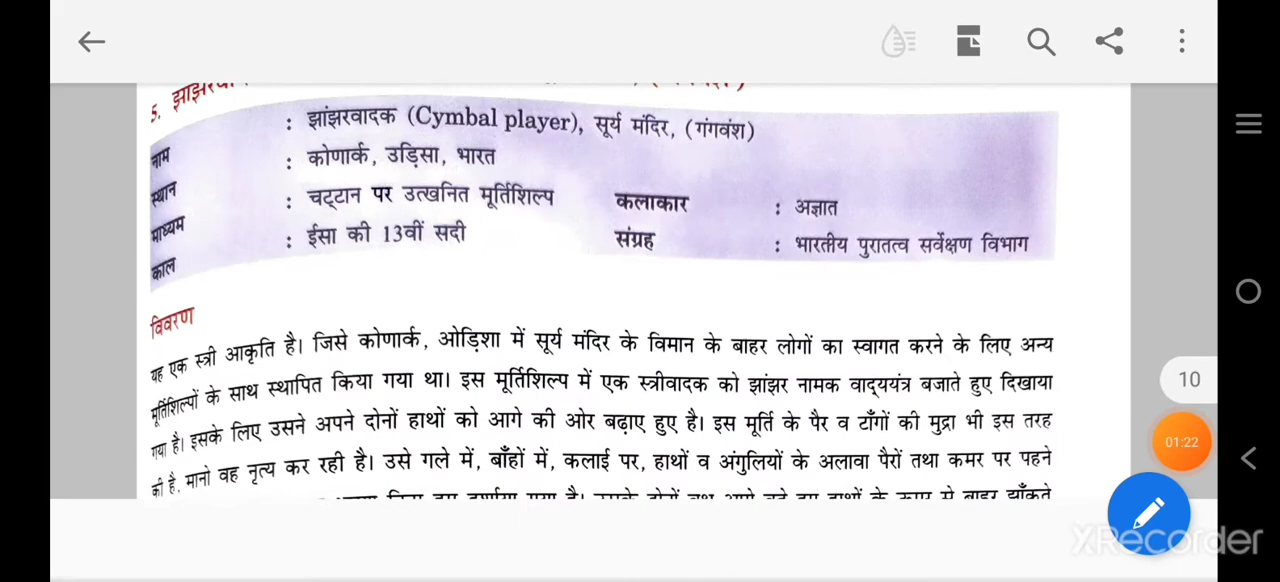 5. झांझरवा
नाम : झांझरवादक (Cymbal player), सूर्य मंदिर, (गंगवंश)
स्थान : कोणार्क, उड़िसा, भारत
माध्यम : चट्टान पर उत्खनित मूर्तिशिल्प कलाकार : अज्ञात
काल : ईसा की 13वीं सदी संग्रह : भारतीय पुरातत्व सर्वेक्षण विभाग
विवरण
यह एक स्त्री आकृति है। जिसे कोणार्क, ओड़िशा में सूर्य मंदिर के विमान के बाहर लोगों का स्वागत करने के लिए अन्य
मूर्तिशिल्पों के साथ स्थापित किया गया था। इस मूर्तिशिल्प में एक स्त्रीवादक को झांझर नामक वाद्ययंत्र बजाते हुए दिखाया
गया है। इसके लिए उसने अपने दोनों हाथों को आगे की ओर बढ़ाए हुए है। इस मूर्ति के पैर व टाँगों की मुद्रा भी इस तरह
की है, मानो वह नृत्य कर रही है। उसे गले में, बाँहों में, कलाई पर, हाथों व अंगुलियों के अलावा पैरों तथा कमर पर पहने
10
01:22
XRecorder